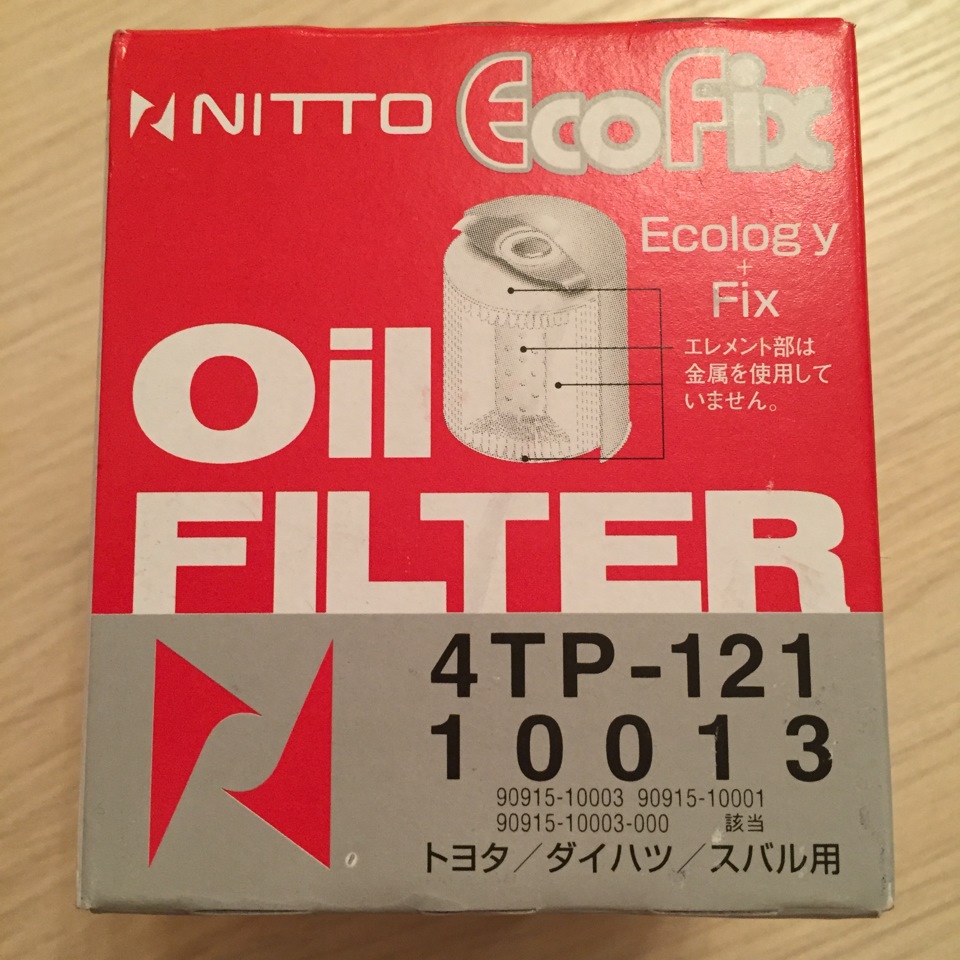 NITTO
EcoFix
Ecology
+
Fix
エレメント部は
金属を使用して
いません。
Oil
FILTER
4TP-121
10013
90915-10003 90915-10001
90915-10003-000 該当
トヨタ/ダイハツ/スバル用